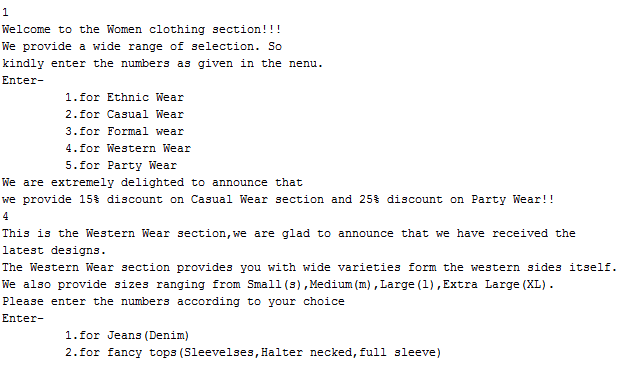 1
Welcome to the Women clothing section!!!
We provide a wide range of selection. So
kindly enter the numbers as given in the nenu.
Enter-
1.for Ethnic Wear
2.for Casual Wear
3.for Formal wear
4.for Western Wear
5.for Party Wear
We are extremely delighted to announce that
we provide 15% discount on Casual Wear section and 25% discount on Party Wear!!
4
This is the Western Wear section,we are glad to announce that we have received the
latest designs.
The Western Wear section provides you with wide varieties form the western sides itself.
We also provide sizes ranging from Small(s),Medium(m),Large(l),Extra Large(XL).
Please enter the numbers according to your choice
Enter-
1.for Jeans(Denim)
2.for fancy tops(Sleevelses,Halter necked,full sleeve)